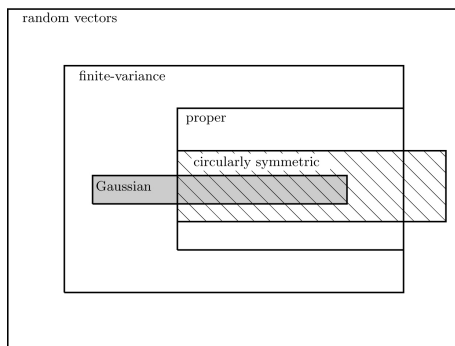 random vectors
finite-variance
proper
circularly symmetric
Gaussian